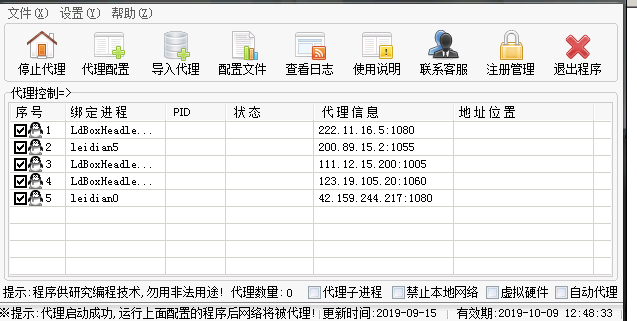 文件(X) 设置(Y) 帮助(Z)
停止代理 代理配置 导入代理 配置文件 查看日志 使用说明 联系客服 注册管理 退出程序
代理控制=>
序号 绑定进程 PID 状态 代理信息 地址位置
1 LdBoxHeadle... 222.11.16.5:1080
2 leidian5 200.89.15.2:1055
3 LdBoxHeadle... 111.12.15.200:1005
4 LdBoxHeadle... 123.19.105.20:1060
5 leidian0 42.159.244.217:1080
提示:程序供研究编程技术,勿用非法用途! 代理数量:0 代理子进程 禁止本地网络 虚拟硬件 自动代理
※提示:代理启动成功,运行上面配置的程序后网络将被代理! 更新时间:2019-09-15 有效期:2019-10-09 12:48:33